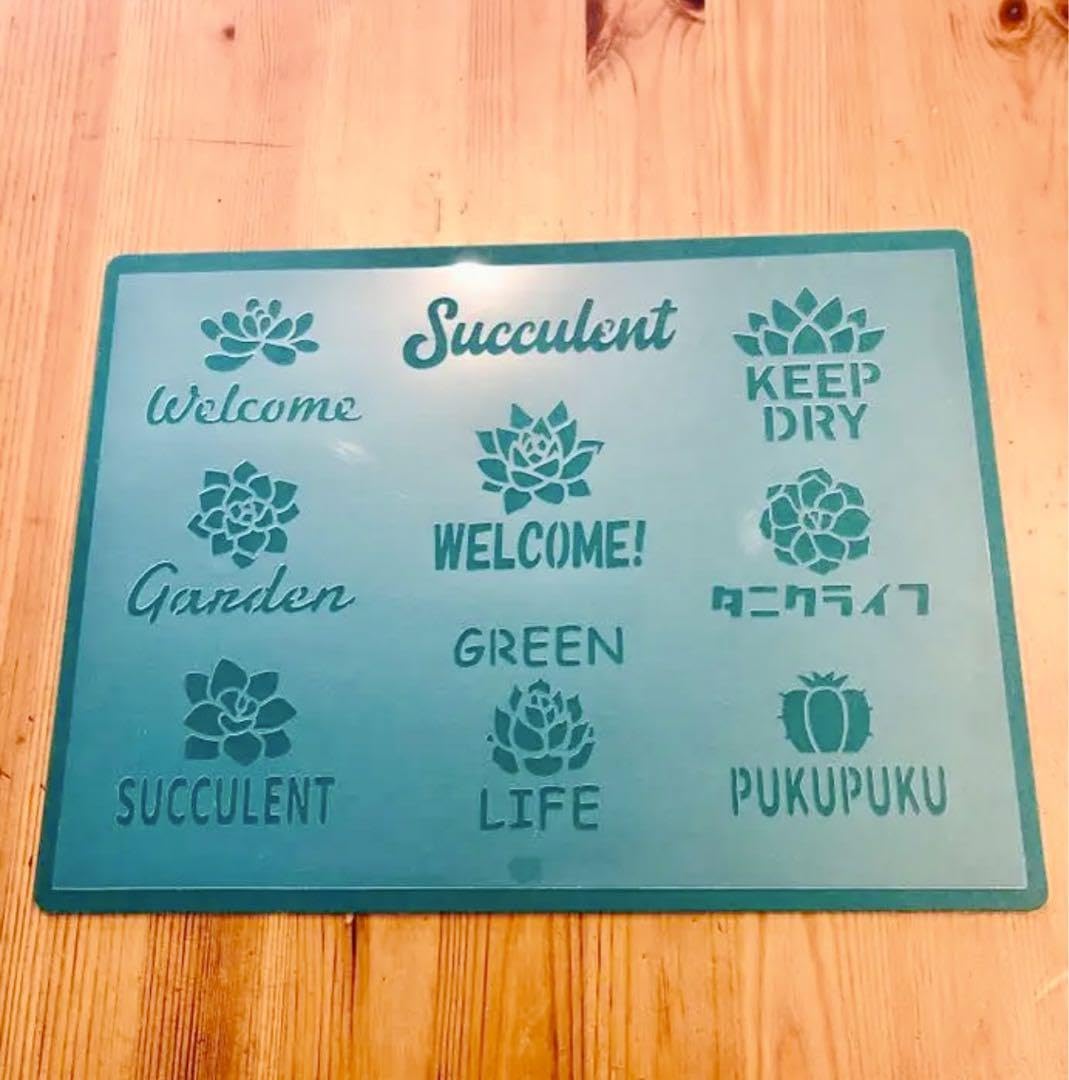 Succulent
Welcome
KEEP
DRY
WELCOME!
Garden
タニクライフ
GREEN
SUCCULENT
LIFE
PUKUPUKU